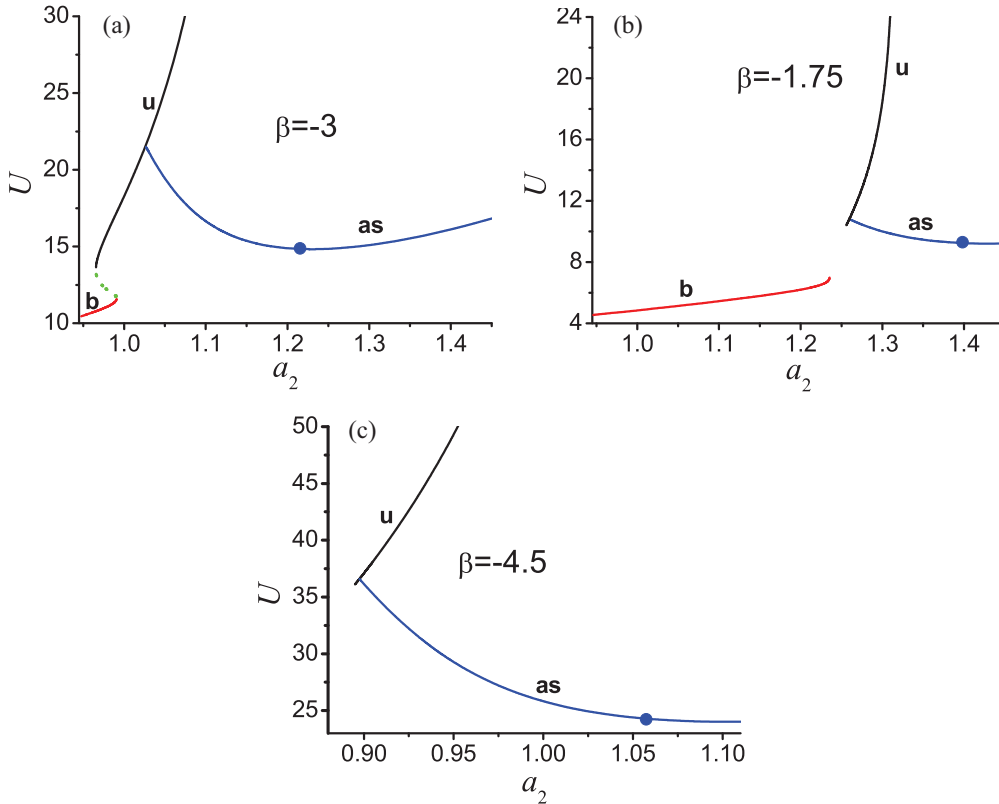 (a)
30
25
20
15
10
U
u
β=-3
as
b
1.0 1.1 1.2 1.3 1.4
a2
(b)
24
20
16
12
8
4
U
β=-1.75
u
as
b
1.0 1.1 1.2 1.3 1.4
a2
(c)
50
45
40
35
30
25
U
u
β=-4.5
as
0.90 0.95 1.00 1.05 1.10
a2